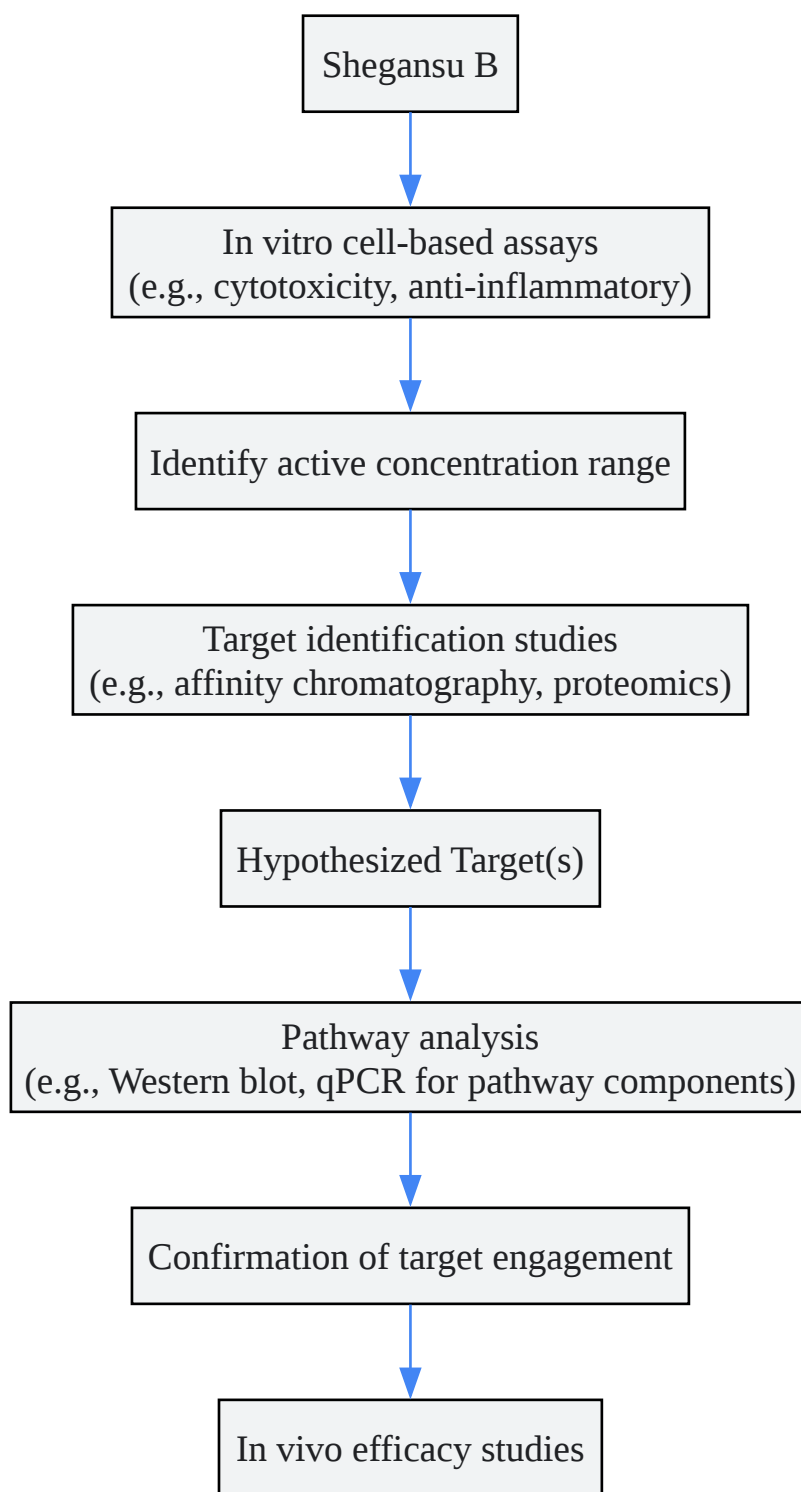 Shegansu B
In vitro cell-based assays
(e.g., cytotoxicity, anti-inflammatory)
Identify active concentration range
Target identification studies
(e.g., affinity chromatography, proteomics)
Hypothesized Target(s)
Pathway analysis
(e.g., Western blot, qPCR for pathway components)
Confirmation of target engagement
In vivo efficacy studies